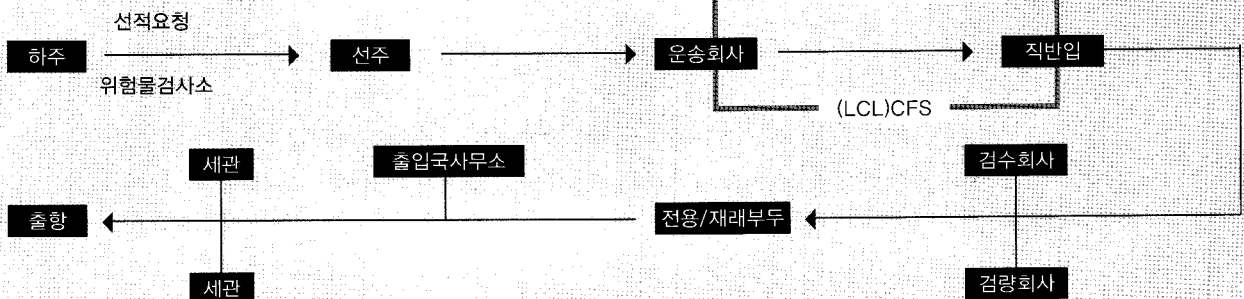 선적요청
하주
선주
운송회사
직반입
위험물검사소
(LCL)CFS
세관
출입국사무소
검수회사
출항
전용/재래부두
세관
검량회사